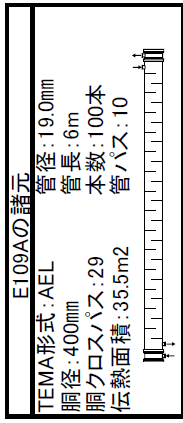 E109Aの諸元
TEMA形式:AEL 管径:19.0mm
胴径:400mm 管長:6m
胴クロスパス:29 本数:100本
伝熱面積:35.5m2 管パス:10